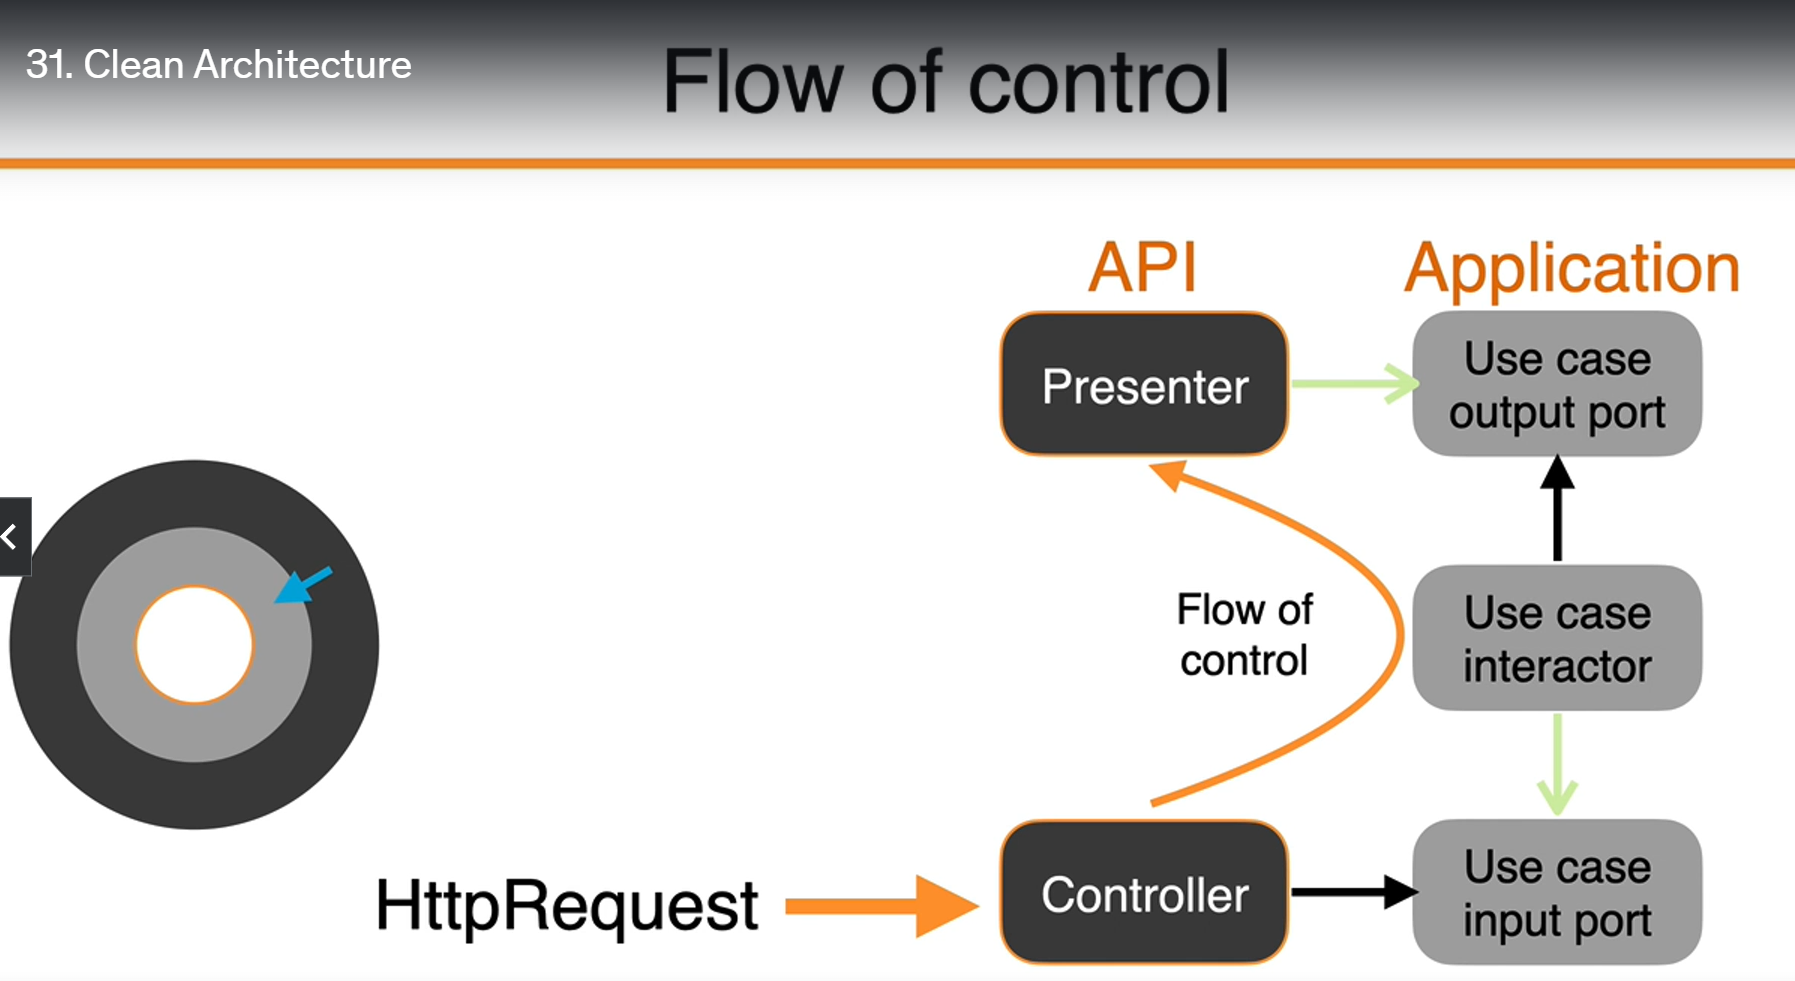 31. Clean Architecture
Flow of control
API
Application
Presenter
Use case
output port
Flow of
control
Use case
interactor
HttpRequest
Controller
Use case
input port